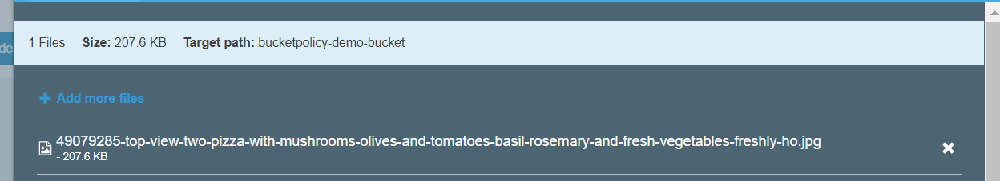 1 Files Size: 207.6 KB Target path: bucketpolicy-demo-bucket
de
Add more files
49079285-top-view-two-pizza-with-mushrooms-olives-and-tomatoes-basil-rosemary-and-fresh-vegetables-freshly-ho.jpg
- 207.6 KB